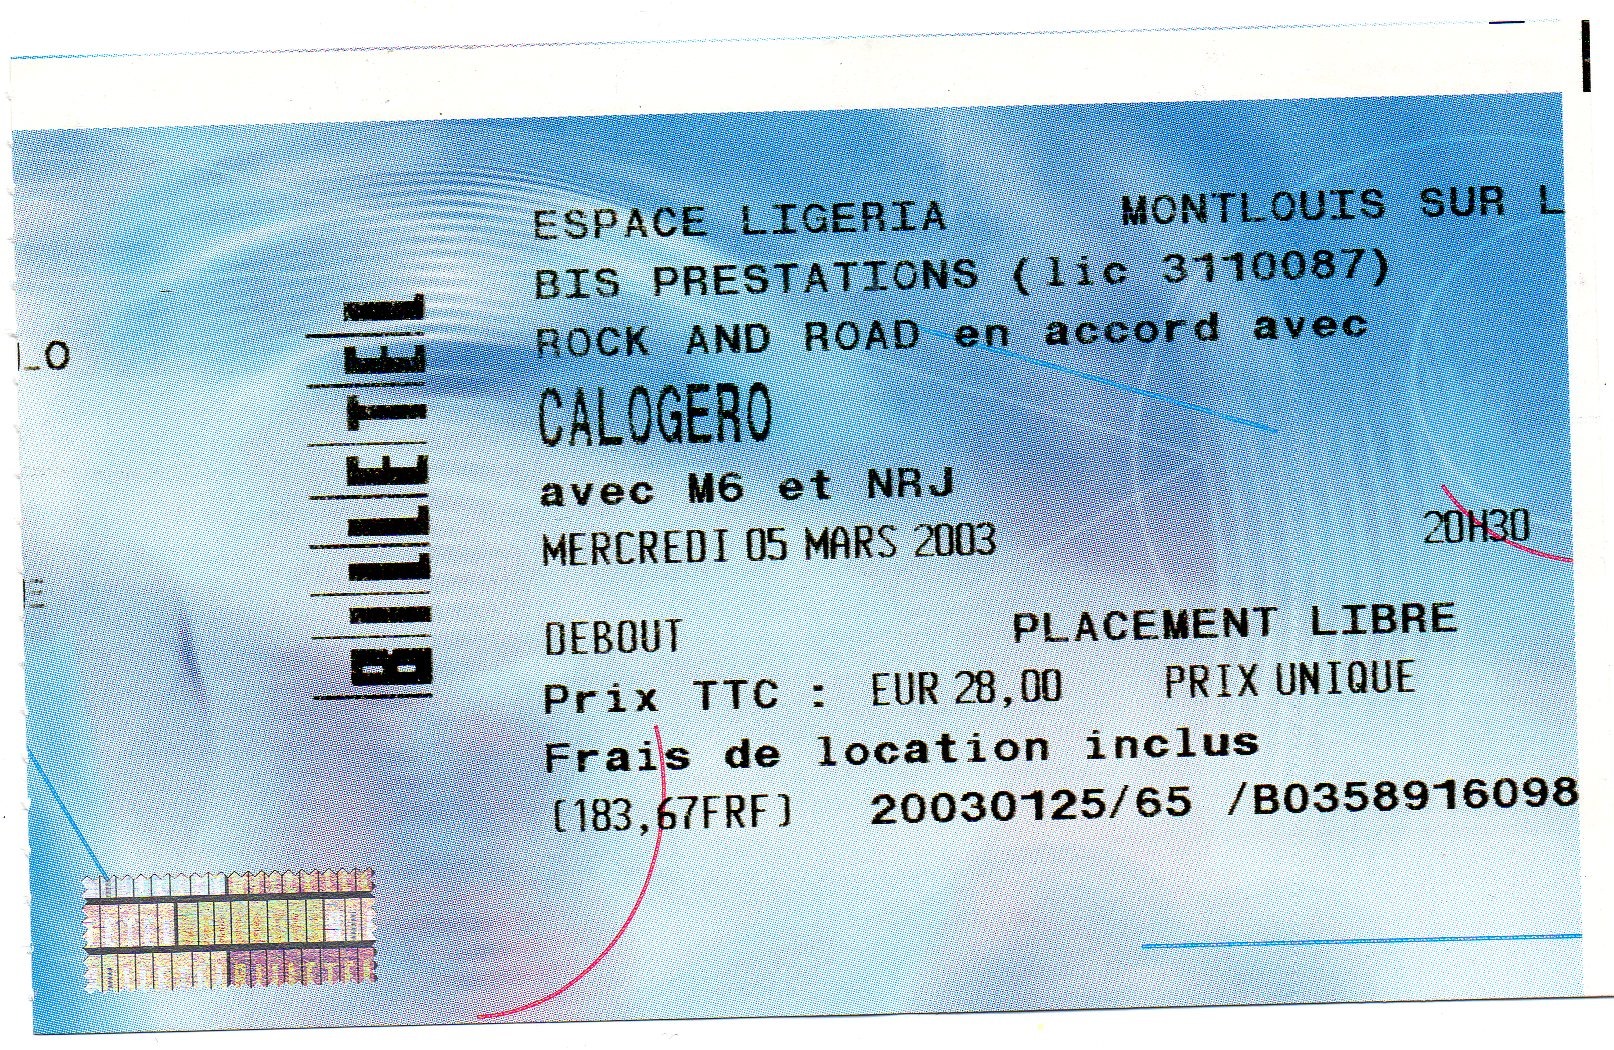 ESPACE LIGERIA MONTLOUIS SUR L
BIS PRESTATIONS (lic 3110087)
ROCK AND ROAD en accord avec
CALOGERO
avec M6 et NRJ
MERCREDI 05 MARS 2003 20H30
DEBOUT PLACEMENT LIBRE
Prix TTC : EUR 28,00 PRIX UNIQUE
Frais de location inclus
(183,67FRF) 20030125/65 /B0358916098
BILLETEL
LO